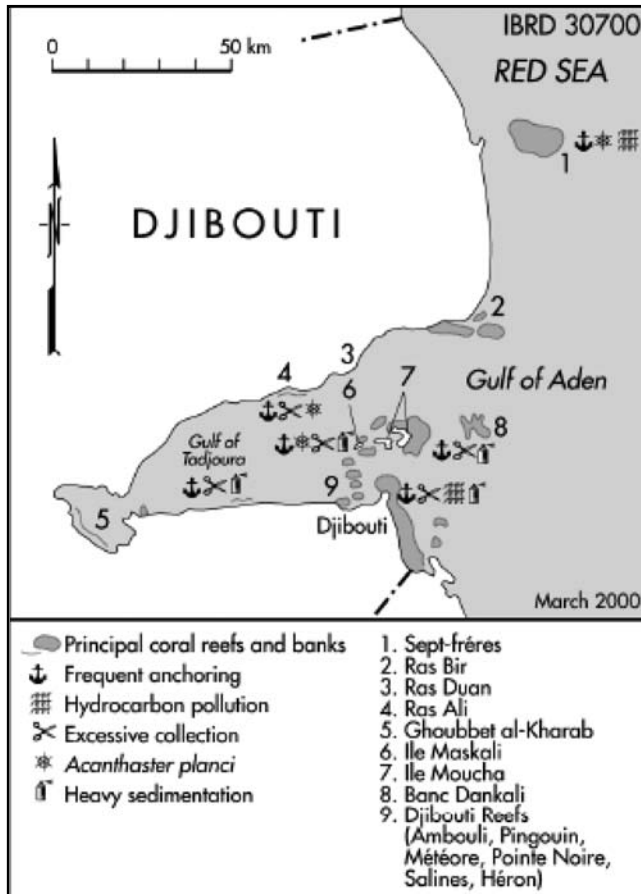 IBRD 30700
0 50 km
RED SEA
1
DJIBOUTI
2
3
4
6
7
Gulf of Aden
8
Gulf of
Tadjoura
5
9
Djibouti
March 2000
Principal coral reefs and banks
Frequent anchoring
Hydrocarbon pollution
Excessive collection
Acanthaster planci
Heavy sedimentation
1. Sept-fréres
2. Ras Bir
3. Ras Duan
4. Ras Ali
5. Ghoubbet al-Kharab
6. Ile Maskali
7. Ile Moucha
8. Banc Dankali
9. Djibouti Reefs
(Ambouli, Pingouin,
Météore, Pointe Noire,
Salines, Héron)